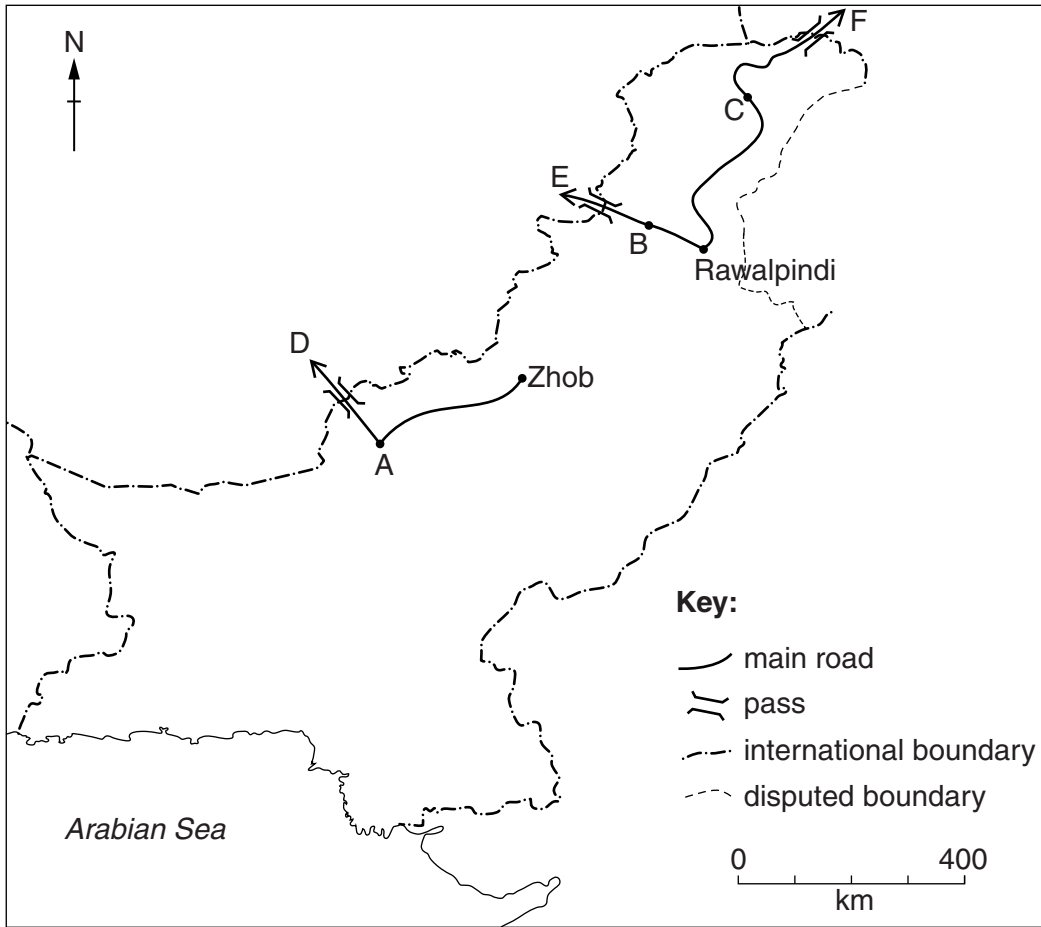 N
F
C
E
B
Rawalpindi
D
Zhob
A
Key:
main road
pass
international boundary
disputed boundary
Arabian Sea
0 400
km